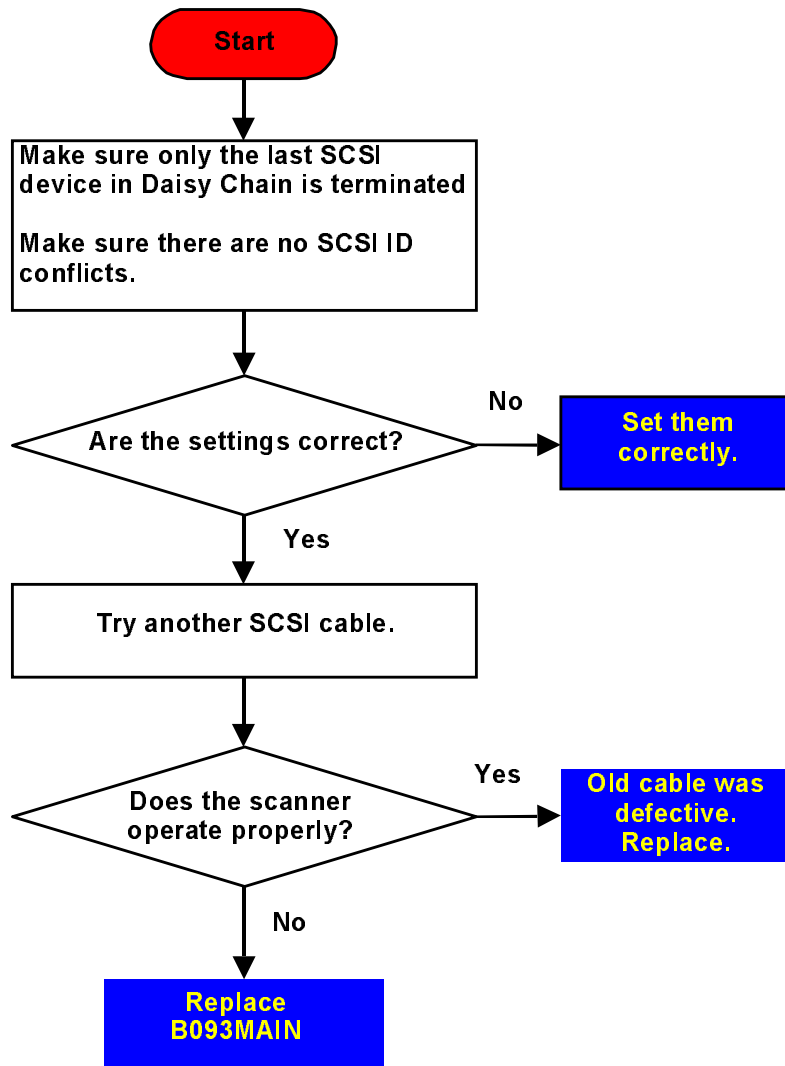 Start
Make sure only the last SCSI
device in Daisy Chain is terminated
Make sure there are no SCSI ID
conflicts.
Are the settings correct?
No
Set them
correctly.
Yes
Try another SCSI cable.
Does the scanner
operate properly?
Yes
Old cable was
defective.
Replace.
No
Replace
B093MAIN